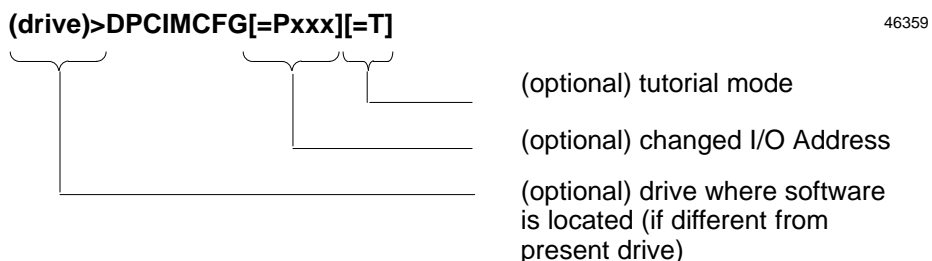 (drive)>DPCIMCFG[=Pxxx][=T]
46359
(optional) tutorial mode
(optional) changed I/O Address
(optional) drive where software
is located (if different from
present drive)